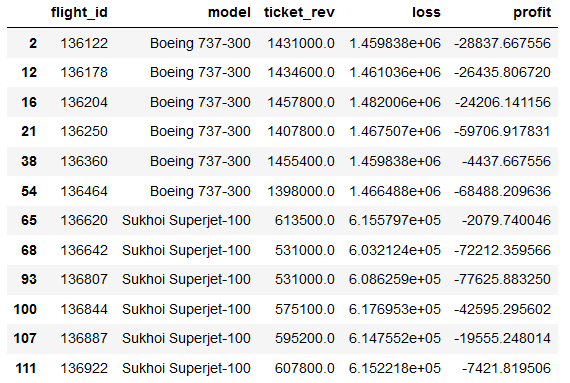 flight_id model ticket_rev loss profit
2 136122 Boeing 737-300 1431000.0 1.459838e+06 -28837.667556
12 136178 Boeing 737-300 1434600.0 1.461036e+06 -26435.806720
16 136204 Boeing 737-300 1457800.0 1.482006e+06 -24206.141156
21 136250 Boeing 737-300 1407800.0 1.467507e+06 -59706.917831
38 136360 Boeing 737-300 1455400.0 1.459838e+06 -4437.667556
54 136464 Boeing 737-300 1398000.0 1.466488e+06 -68488.209636
65 136620 Sukhoi Superjet-100 613500.0 6.155797e+05 -2079.740046
68 136642 Sukhoi Superjet-100 531000.0 6.032124e+05 -72212.359566
93 136807 Sukhoi Superjet-100 531000.0 6.086259e+05 -77625.883250
100 136844 Sukhoi Superjet-100 575100.0 6.176953e+05 -42595.295602
107 136887 Sukhoi Superjet-100 595200.0 6.147552e+05 -19555.248014
111 136922 Sukhoi Superjet-100 607800.0 6.152218e+05 -7421.819506